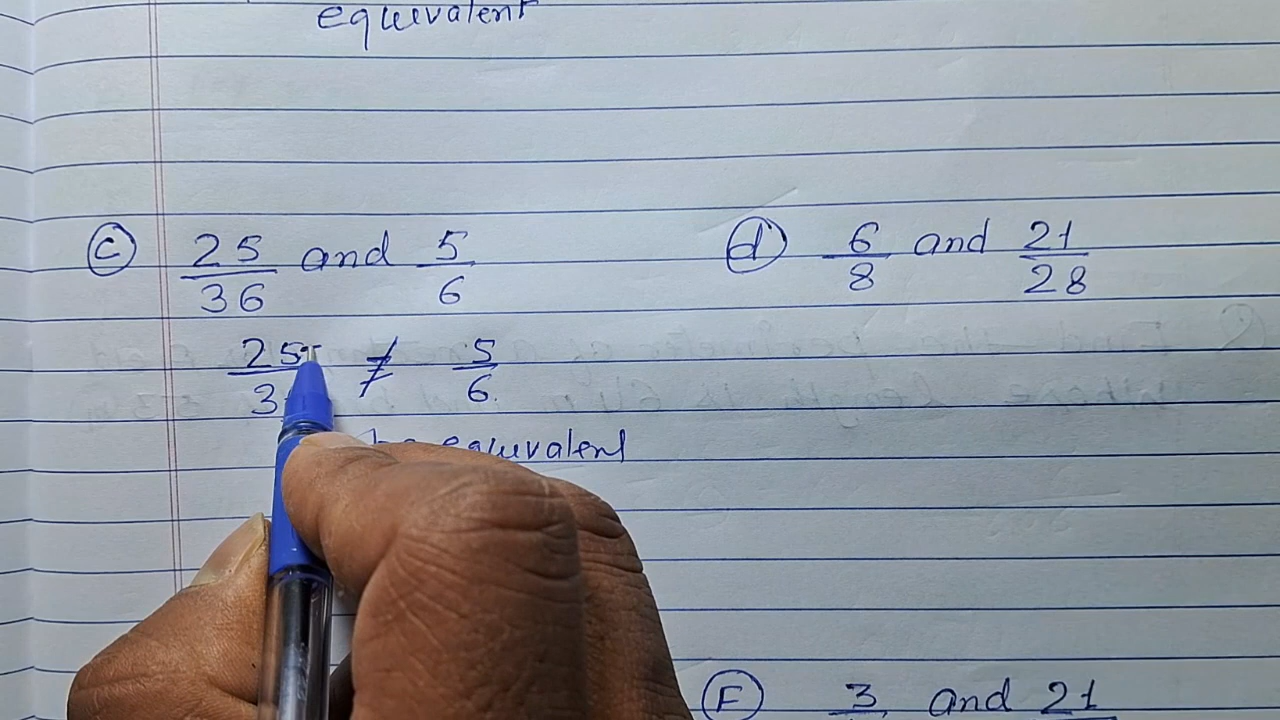 equivalent
(C) 25/36 and 5/6
(d) 6/8 and 21/28
25/3 ≠ 5/6.
be equivalent
(F) 3 and 21